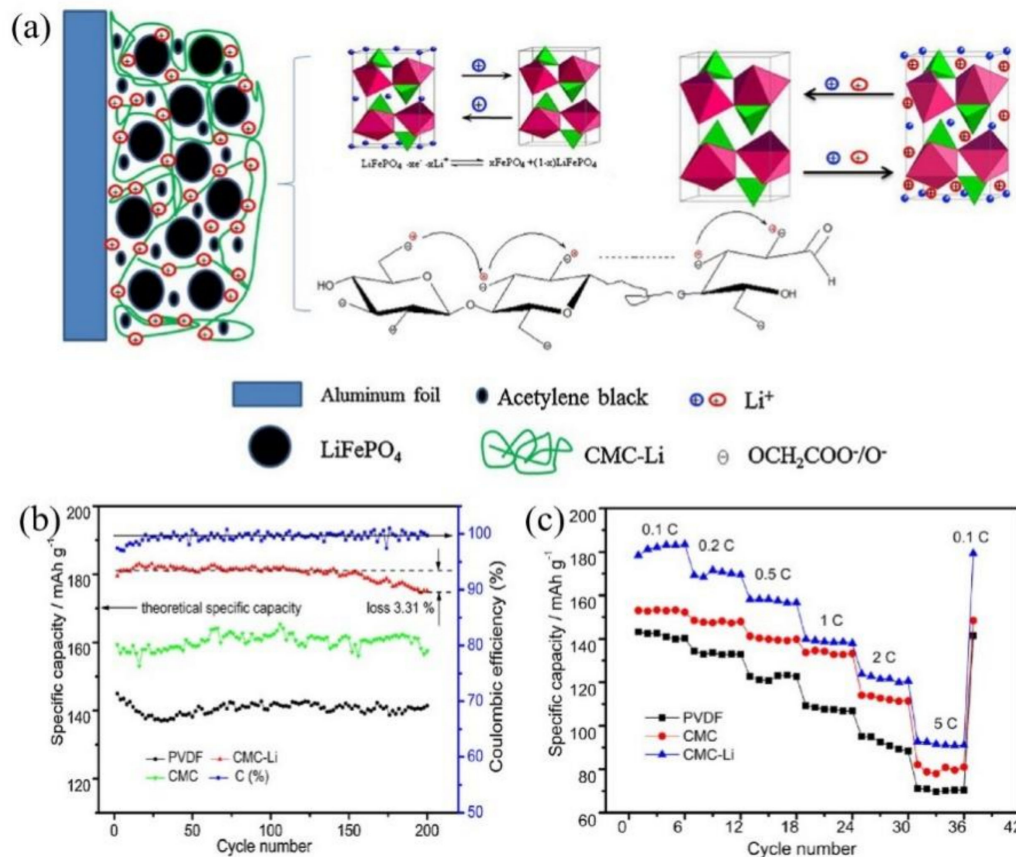 (a)
LiFePO₄ -xe⁻ -xLi⁺ ⇌ xFePO₄ +(1-x)LiFePO₄
HO
O
O
O
O
O
OH
O
H
Aluminum foil
Acetylene black
Li⁺
LiFePO₄
CMC-Li
OCH₂COO⁻/O⁻
(b)
Specific capacity / mAh g⁻¹
200
180
160
140
120
110
theoretical specific capacity
loss 3.31 %
PVDF
CMC-Li
CMC
C (%)
100
90
80
70
60
50
Coulombic efficiency (%)
0
50
100
150
200
Cycle number
(c)
Specific capacity / mAh g⁻¹
200
180
160
140
120
100
80
60
0.1 C
0.2 C
0.5 C
1 C
2 C
5 C
0.1 C
PVDF
CMC
CMC-Li
0
6
12
18
24
30
36
42
Cycle number